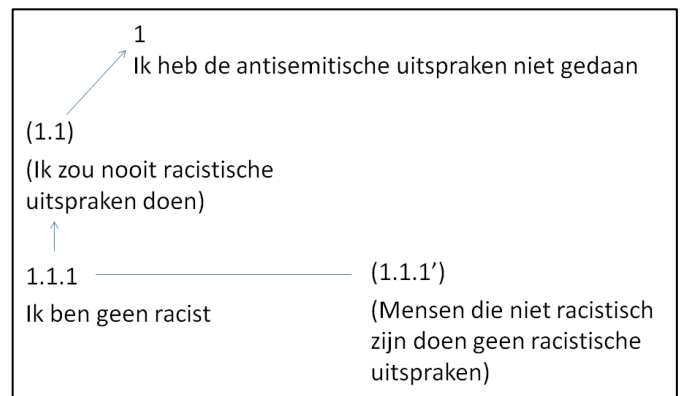 1
Ik heb de antisemitische uitspraken niet gedaan
(1.1)
(Ik zou nooit racistische
uitspraken doen)
1.1.1
Ik ben geen racist
(1.1.1’)
(Mensen die niet racistisch
zijn doen geen racistische
uitspraken)